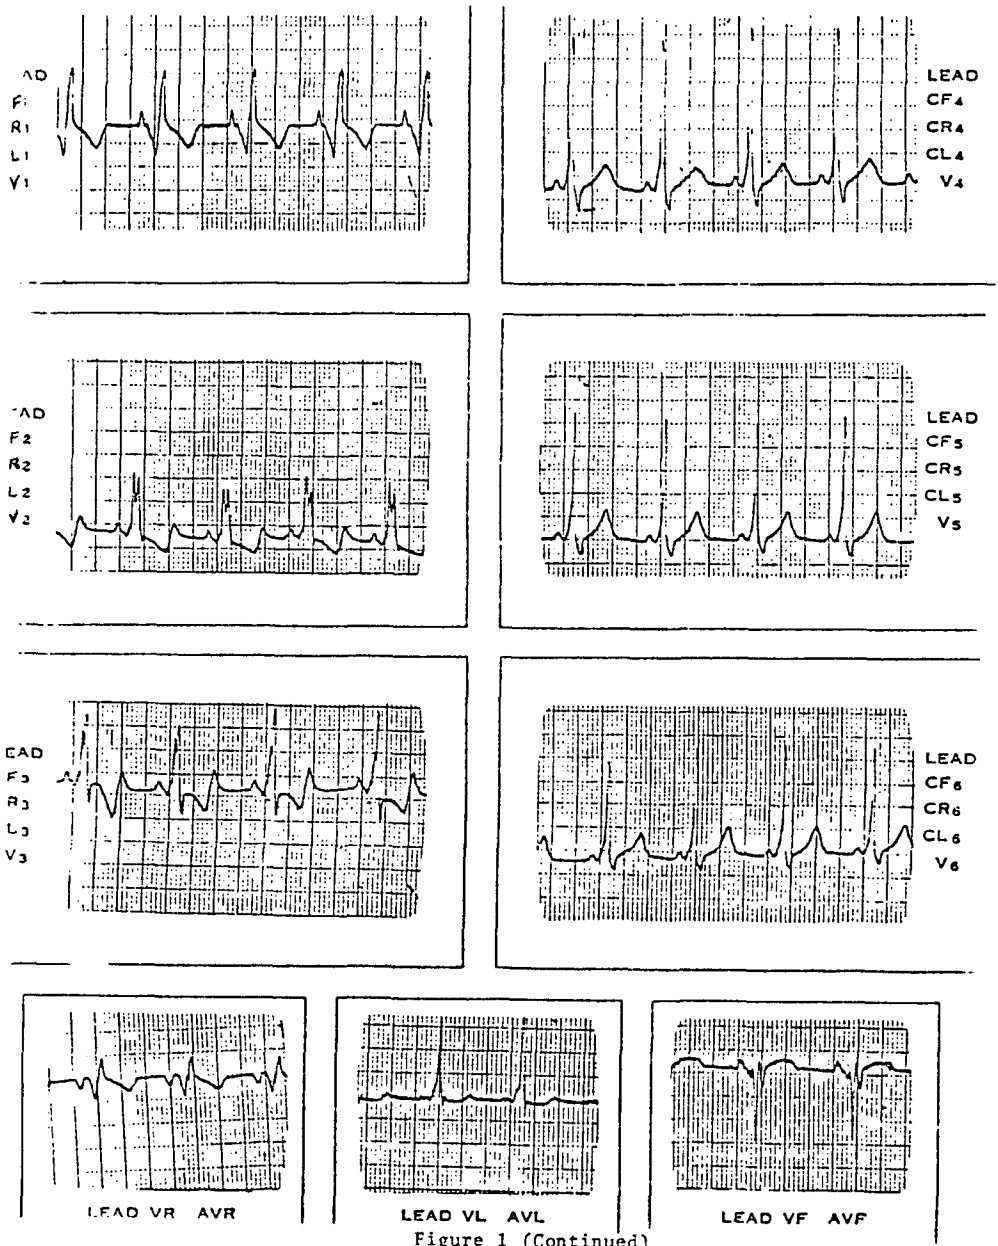 AD
F1
R1
L1
V1
LEAD
CF4
CR4
CL4
V4
AD
F2
R2
L2
V2
LEAD
CF5
CR5
CL5
V5
EAD
F3
R3
L3
V3
LEAD
CF6
CR6
CL6
V6
LEAD VR AVR
LEAD VL AVL
LEAD VF AVF
Figure 1 (Continued)